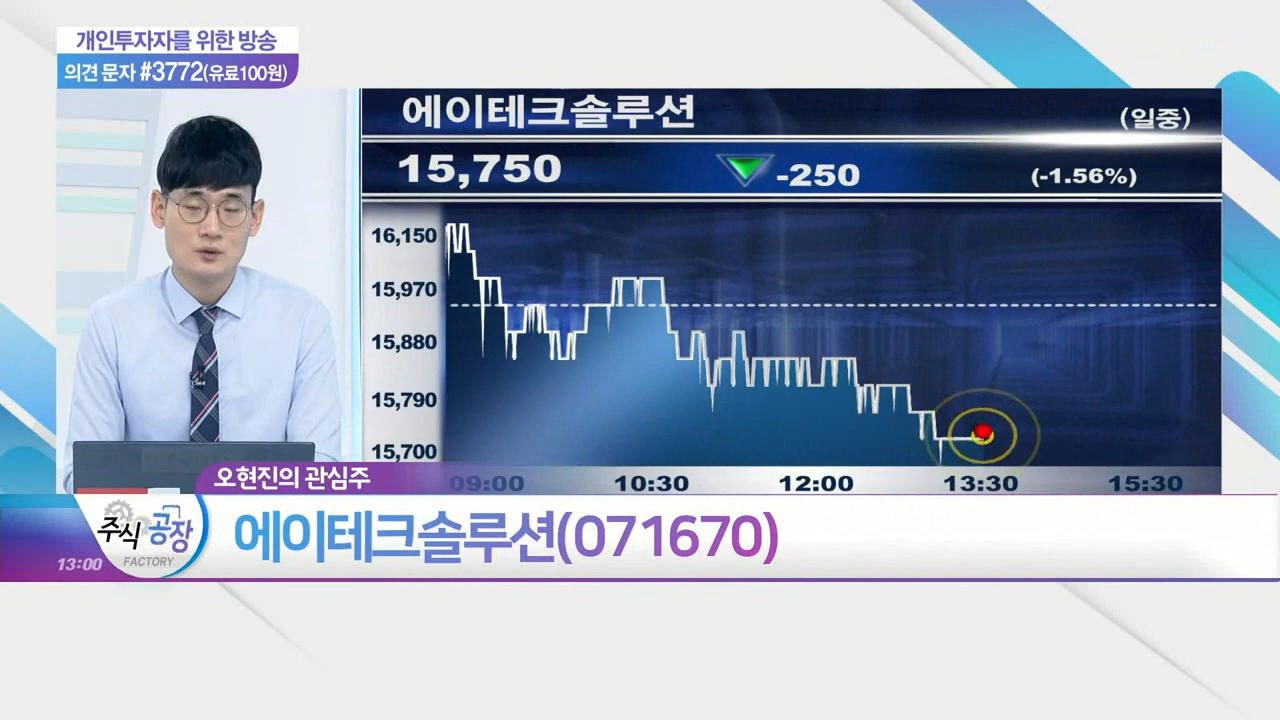 개인투자자를 위한 방송
의견 문자 #3772(유료100원)
에이테크솔루션
(일중)
15,750
-250
(-1.56%)
16,150
15,970
15,880
15,790
15,700
09:00
10:30
12:00
13:30
15:30
오현진의 관심주
주식 공장
FACTORY
13:00
에이테크솔루션(071670)